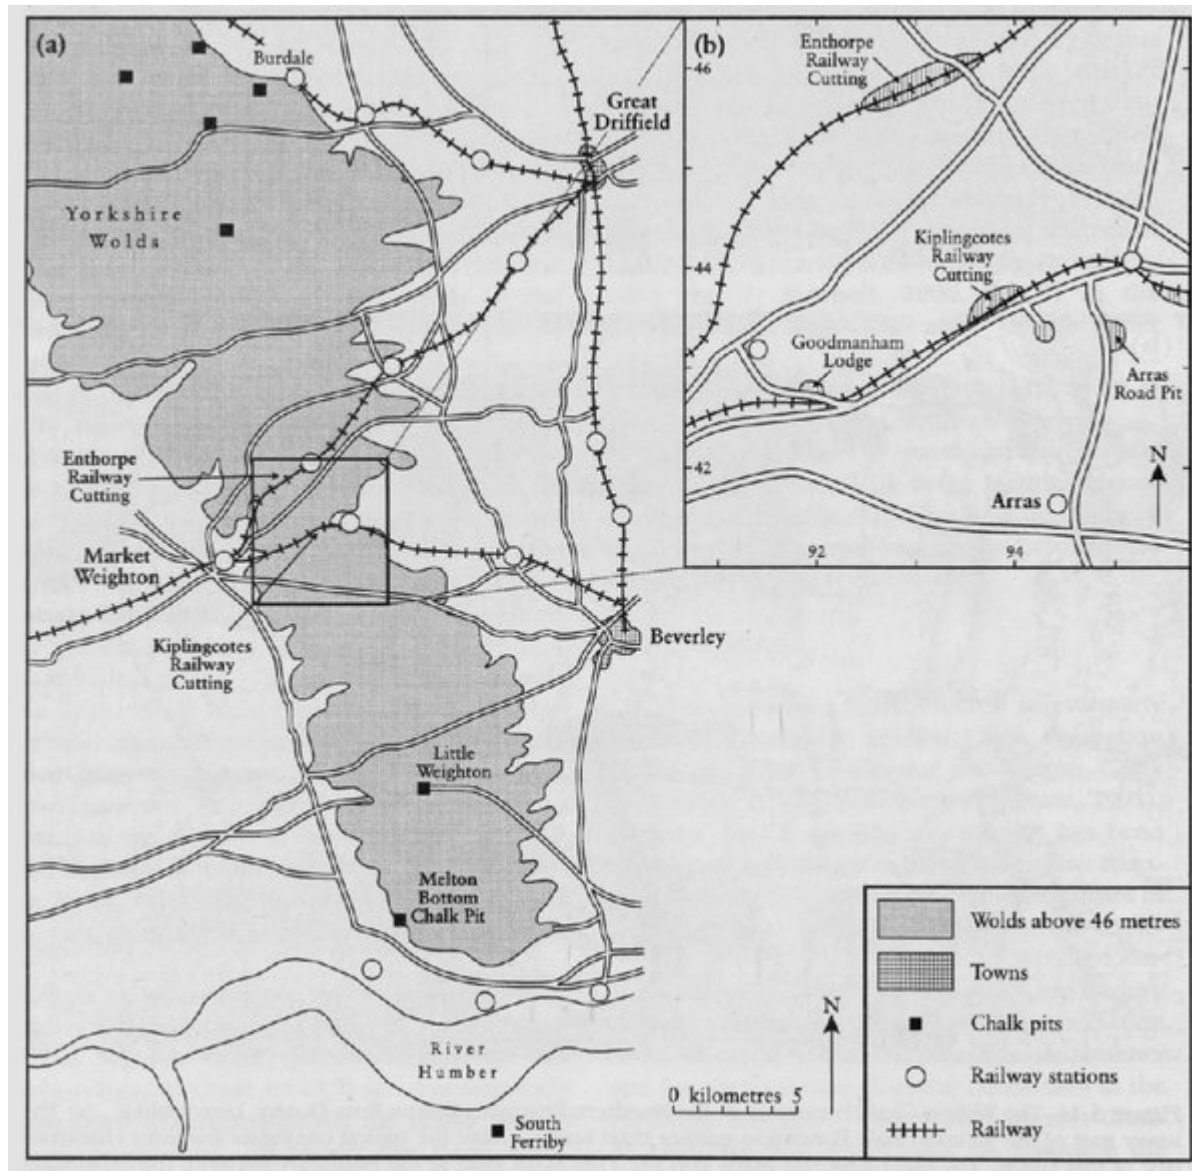 (a)
Burdale
Great
Driffield
Yorkshire
Wolds
Enthorpe
Railway
Cutting
Market
Weighton
Kiplingcotes
Railway
Cutting
Beverley
Little
Weighton
Melton
Bottom
Chalk Pit
River
Humber
South
Ferriby
N
0 kilometres 5
(b)
46
44
42
92
94
Enthorpe
Railway
Cutting
Kiplingcotes
Railway
Cutting
Goodmanham
Lodge
Arras
Road Pit
Arras
N
Wolds above 46 metres
Towns
Chalk pits
Railway stations
Railway